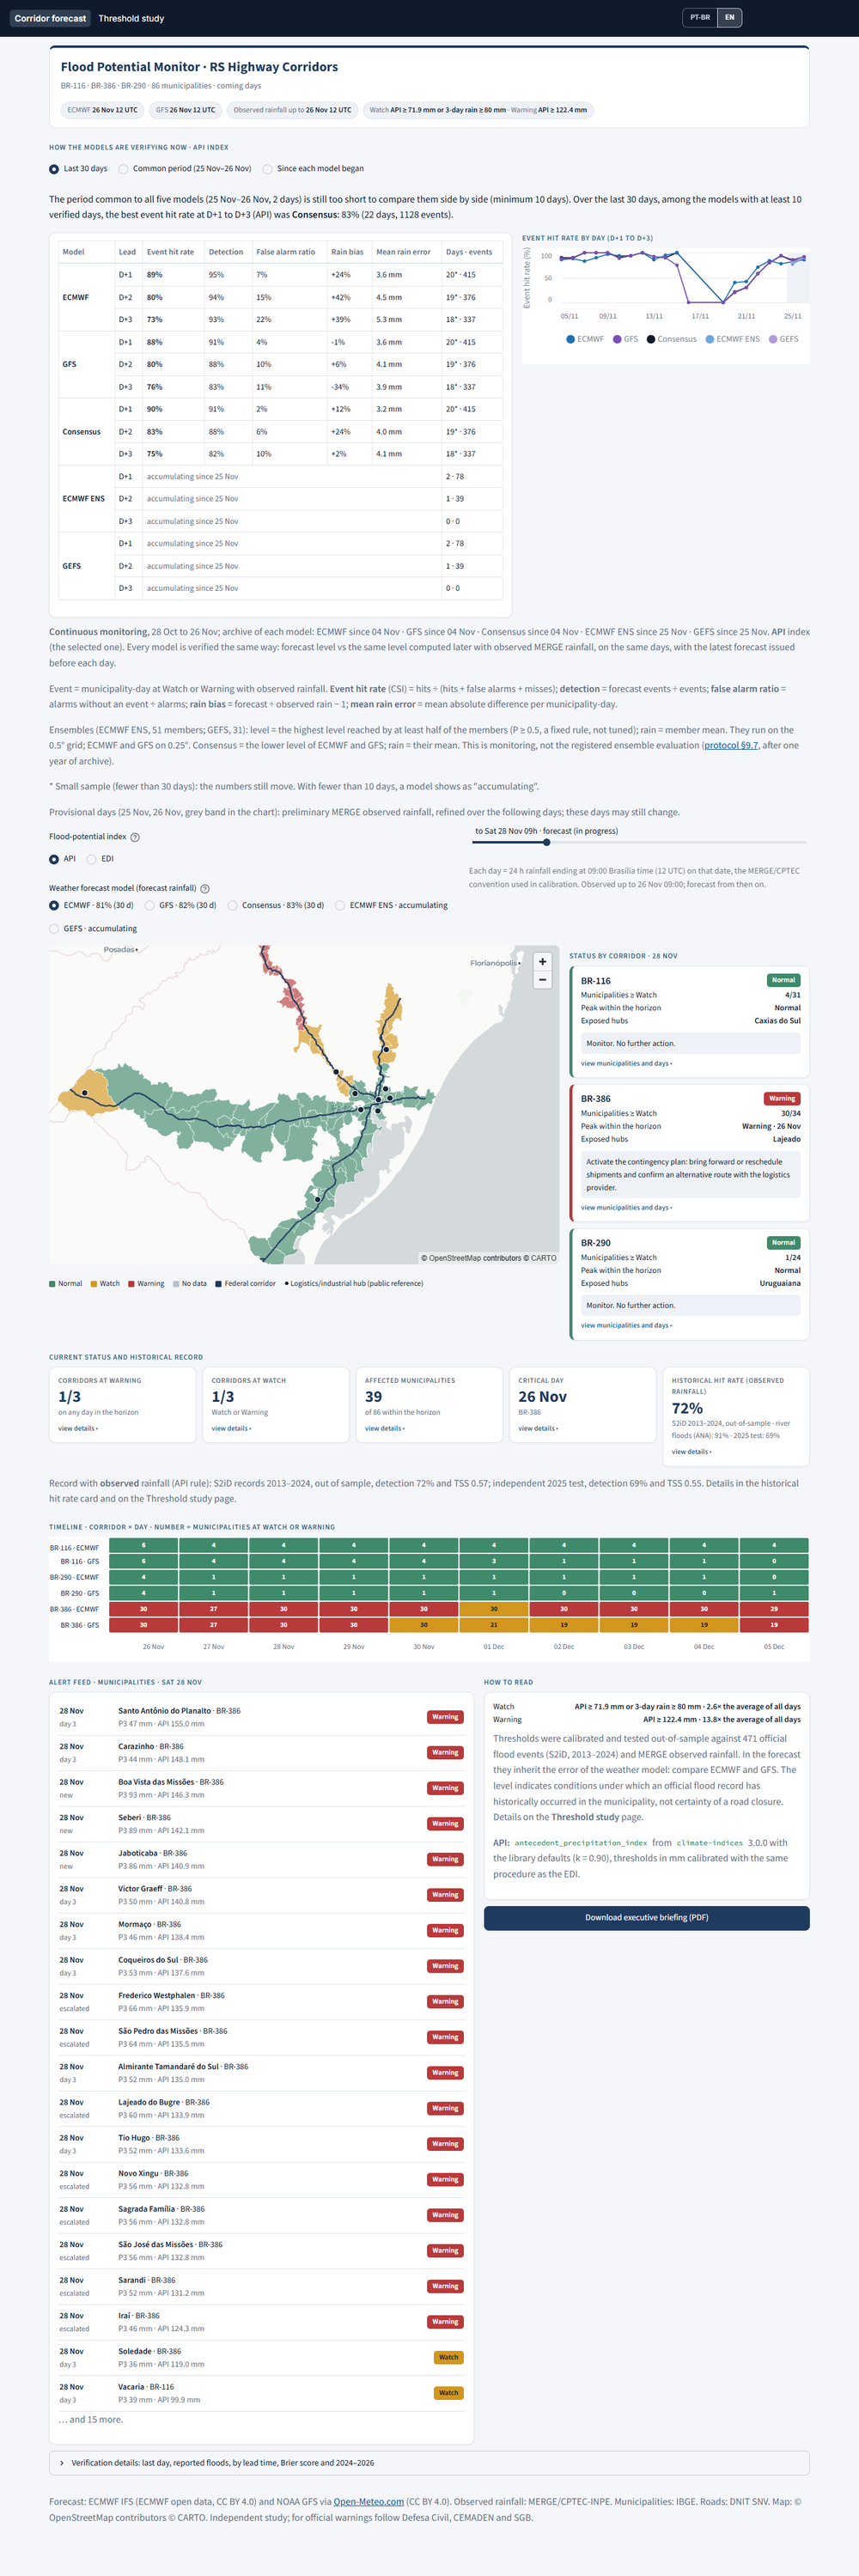 Corridor forecast
Threshold study
PT-BR
EN
Flood Potential Monitor · RS Highway Corridors
BR-116 · BR-386 · BR-290 · 86 municipalities · coming days
ECMWF 26 Nov 12 UTC
GFS 26 Nov 12 UTC
Observed rainfall up to 26 Nov 12 UTC
Watch API ≥ 71.9 mm or 3-day rain ≥ 80 mm · Warning API ≥ 122.4 mm
HOW THE MODELS ARE VERIFYING NOW · API INDEX
Last 30 days
Common period (25 Nov–26 Nov)
Since each model began
The period common to all five models (25 Nov–26 Nov, 2 days) is still too short to compare them side by side (minimum 10 days). Over the last 30 days, among the models with at least 10
verified days, the best event hit rate at D+1 to D+3 (API) was Consensus: 83% (22 days, 1128 events).
Model Lead Event hit rate Detection False alarm ratio Rain bias Mean rain error Days · events
ECMWF
D+1 89% 95% 7% +24% 3.6 mm 20* · 415
D+2 80% 94% 15% +42% 4.5 mm 19* · 376
D+3 73% 93% 22% +39% 5.3 mm 18* · 337
GFS
D+1 88% 91% 4% -1% 3.6 mm 20* · 415
D+2 80% 88% 10% +6% 4.1 mm 19* · 376
D+3 76% 83% 11% -34% 3.9 mm 18* · 337
Consensus
D+1 90% 91% 2% +12% 3.2 mm 20* · 415
D+2 83% 88% 6% +24% 4.0 mm 19* · 376
D+3 75% 82% 10% +2% 4.1 mm 18* · 337
ECMWF ENS
D+1 accumulating since 25 Nov 2 · 78
D+2 accumulating since 25 Nov 1 · 39
D+3 accumulating since 25 Nov 0 · 0
GEFS
D+1 accumulating since 25 Nov 2 · 78
D+2 accumulating since 25 Nov 1 · 39
D+3 accumulating since 25 Nov 0 · 0
EVENT HIT RATE BY DAY (D+1 TO D+3)
Event hit rate (%)
100
50
0
05/11 09/11 13/11 17/11 21/11 25/11
ECMWF GFS Consensus ECMWF ENS GEFS
Continuous monitoring, 28 Oct to 26 Nov; archive of each model: ECMWF since 04 Nov · GFS since 04 Nov · Consensus since 04 Nov · ECMWF ENS since 25 Nov · GEFS since 25 Nov. API index
(the selected one). Every model is verified the same way: forecast level vs the same level computed later with observed MERGE rainfall, on the same days, with the latest forecast issued
before each day.
Event = municipality-day at Watch or Warning with observed rainfall. Event hit rate (CSI) = hits ÷ (hits + false alarms + misses); detection = forecast events ÷ events; false alarm ratio =
alarms without an event ÷ alarms; rain bias = forecast ÷ observed rain − 1; mean rain error = mean absolute difference per municipality-day.
Ensembles (ECMWF ENS, 51 members; GEFS, 31): level = the highest level reached by at least half of the members (P ≥ 0.5, a fixed rule, not tuned); rain = member mean. They run on the
0.5° grid; ECMWF and GFS on 0.25°. Consensus = the lower level of ECMWF and GFS; rain = their mean. This is monitoring, not the registered ensemble evaluation (protocol §9.7, after one
year of archive).
* Small sample (fewer than 30 days): the numbers still move. With fewer than 10 days, a model shows as "accumulating".
Provisional days (25 Nov, 26 Nov, grey band in the chart): preliminary MERGE observed rainfall, refined over the following days; these days may still change.
Flood-potential index ?
API
EDI
to Sat 28 Nov 09h · forecast (in progress)
Each day = 24 h rainfall ending at 09:00 Brasília time (12 UTC) on that date, the MERGE/CPTEC
convention used in calibration. Observed up to 26 Nov 09:00; forecast from then on.
Weather forecast model (forecast rainfall) ?
ECMWF · 81% (30 d)
GFS · 82% (30 d)
Consensus · 83% (30 d)
ECMWF ENS · accumulating
GEFS · accumulating
Posadas
Florianópolis
+
−
© OpenStreetMap contributors © CARTO
Normal Watch Warning No data Federal corridor Logistics/industrial hub (public reference)
STATUS BY CORRIDOR · 28 NOV
BR-116 Normal
Municipalities ≥ Watch 4/31
Peak within the horizon Normal
Exposed hubs Caxias do Sul
Monitor. No further action.
view municipalities and days ▸
BR-386 Warning
Municipalities ≥ Watch 30/34
Peak within the horizon Warning · 26 Nov
Exposed hubs Lajeado
Activate the contingency plan: bring forward or reschedule
shipments and confirm an alternative route with the logistics
provider.
view municipalities and days ▸
BR-290 Normal
Municipalities ≥ Watch 1/24
Peak within the horizon Normal
Exposed hubs Uruguaiana
Monitor. No further action.
view municipalities and days ▸
CURRENT STATUS AND HISTORICAL RECORD
CORRIDORS AT WARNING
1/3
on any day in the horizon
view details ▸
CORRIDORS AT WATCH
1/3
Watch or Warning
view details ▸
AFFECTED MUNICIPALITIES
39
of 86 within the horizon
view details ▸
CRITICAL DAY
26 Nov
BR-386
view details ▸
HISTORICAL HIT RATE (OBSERVED
RAINFALL)
72%
S2iD 2013–2024, out-of-sample · river
floods (ANA): 91% · 2025 test: 69%
view details ▸
Record with observed rainfall (API rule): S2iD records 2013–2024, out of sample, detection 72% and TSS 0.57; independent 2025 test, detection 69% and TSS 0.55. Details in the historical
hit rate card and on the Threshold study page.
TIMELINE · CORRIDOR × DAY · NUMBER = MUNICIPALITIES AT WATCH OR WARNING
BR-116 · ECMWF 6 4 4 4 4 4 4 4 4 4
BR-116 · GFS 6 4 4 4 4 3 1 1 1 0
BR-290 · ECMWF 4 1 1 1 1 1 1 1 1 0
BR-290 · GFS 4 1 1 1 1 1 0 0 0 1
BR-386 · ECMWF 30 27 30 30 30 30 30 30 30 29
BR-386 · GFS 30 27 30 30 30 21 19 19 19 19
26 Nov 27 Nov 28 Nov 29 Nov 30 Nov 01 Dec 02 Dec 03 Dec 04 Dec 05 Dec
ALERT FEED · MUNICIPALITIES · SAT 28 NOV
28 Nov Santo Antônio do Planalto · BR-386 Warning
day 3 P3 47 mm · API 155.0 mm
28 Nov Carazinho · BR-386 Warning
day 3 P3 44 mm · API 148.1 mm
28 Nov Boa Vista das Missões · BR-386 Warning
new P3 93 mm · API 146.3 mm
28 Nov Seberi · BR-386 Warning
new P3 89 mm · API 142.1 mm
28 Nov Jaboticaba · BR-386 Warning
new P3 86 mm · API 140.9 mm
28 Nov Victor Graeff · BR-386 Warning
day 3 P3 50 mm · API 140.8 mm
28 Nov Mormaço · BR-386 Warning
day 3 P3 46 mm · API 138.4 mm
28 Nov Coqueiros do Sul · BR-386 Warning
day 3 P3 53 mm · API 137.6 mm
28 Nov Frederico Westphalen · BR-386 Warning
escalated P3 66 mm · API 135.9 mm
28 Nov São Pedro das Missões · BR-386 Warning
escalated P3 64 mm · API 135.5 mm
28 Nov Almirante Tamandaré do Sul · BR-386 Warning
day 3 P3 52 mm · API 135.0 mm
28 Nov Lajeado do Bugre · BR-386 Warning
escalated P3 60 mm · API 133.9 mm
28 Nov Tio Hugo · BR-386 Warning
day 3 P3 52 mm · API 133.6 mm
28 Nov Novo Xingu · BR-386 Warning
escalated P3 56 mm · API 132.8 mm
28 Nov Sagrada Família · BR-386 Warning
escalated P3 56 mm · API 132.8 mm
28 Nov São José das Missões · BR-386 Warning
escalated P3 56 mm · API 132.8 mm
28 Nov Sarandi · BR-386 Warning
escalated P3 52 mm · API 131.2 mm
28 Nov Iraí · BR-386 Warning
escalated P3 46 mm · API 124.3 mm
28 Nov Soledade · BR-386 Watch
day 3 P3 36 mm · API 119.0 mm
28 Nov Vacaria · BR-116 Watch
day 3 P3 39 mm · API 99.9 mm
… and 15 more.
HOW TO READ
Watch API ≥ 71.9 mm or 3-day rain ≥ 80 mm · 2.6× the average of all days
Warning API ≥ 122.4 mm · 13.8× the average of all days
Thresholds were calibrated and tested out-of-sample against 471 official
flood events (S2iD, 2013–2024) and MERGE observed rainfall. In the forecast
they inherit the error of the weather model: compare ECMWF and GFS. The
level indicates conditions under which an official flood record has
historically occurred in the municipality, not certainty of a road closure.
Details on the Threshold study page.
API: antecedent_precipitation_index from climate-indices 3.0.0 with
the library defaults (k = 0.90), thresholds in mm calibrated with the same
procedure as the EDI.
Download executive briefing (PDF)
Verification details: last day, reported floods, by lead time, Brier score and 2024–2026
Forecast: ECMWF IFS (ECMWF open data, CC BY 4.0) and NOAA GFS via Open-Meteo.com (CC BY 4.0). Observed rainfall: MERGE/CPTEC-INPE. Municipalities: IBGE. Roads: DNIT SNV. Map: ©
OpenStreetMap contributors © CARTO. Independent study; for official warnings follow Defesa Civil, CEMADEN and SGB.